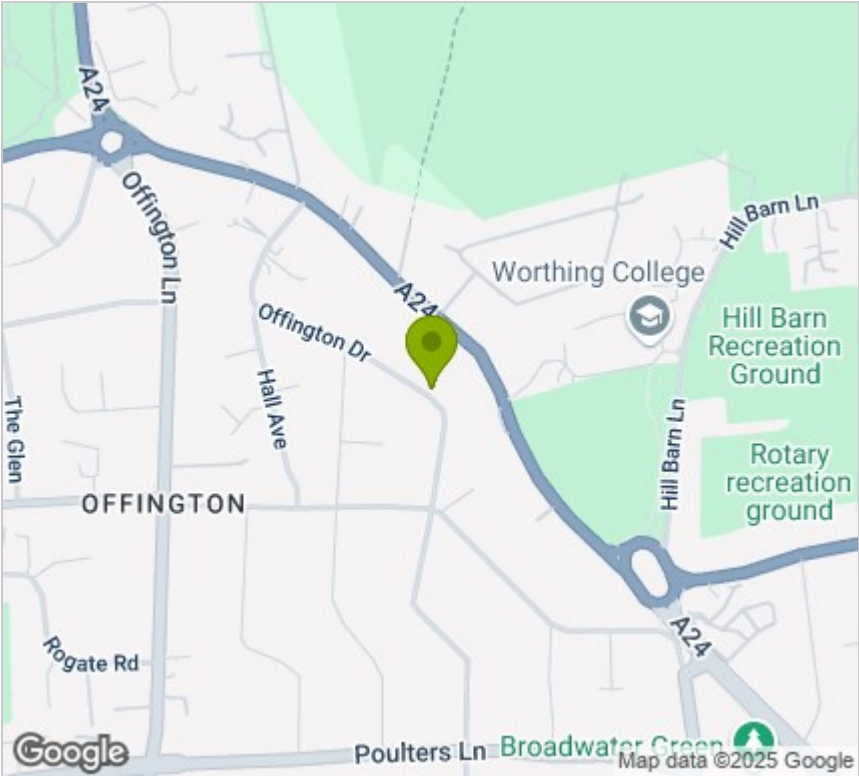 A24
Offington Ln
Hill Barn Ln
Worthing College
A24
Offington Dr
Hill Barn
Recreation
Ground
Hall Ave
The Glen
Hill Barn Ln
Rotary
recreation
ground
OFFINGTON
A24
Rogate Rd
Poulters Ln
Broadwater Green
Google
Map data ©2025 Google